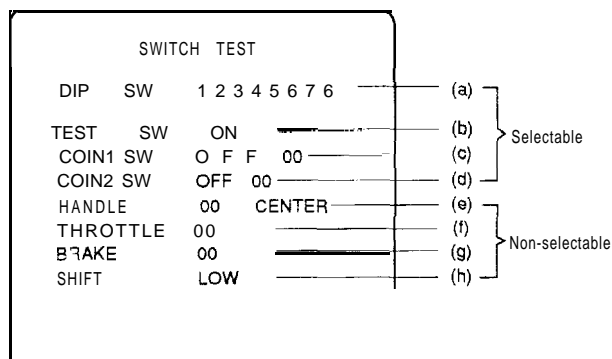 SWITCH TEST
DIP SW 1 2 3 4 5 6 7 6 (a)
TEST SW ON (b)
Selectable
COIN1 SW O F F 00 (c)
COIN2 SW OFF 00 (d)
HANDLE 00 CENTER (e)
THROTTLE 00 (f)
Non-selectable
BRAKE 00 (g)
SHIFT LOW (h)